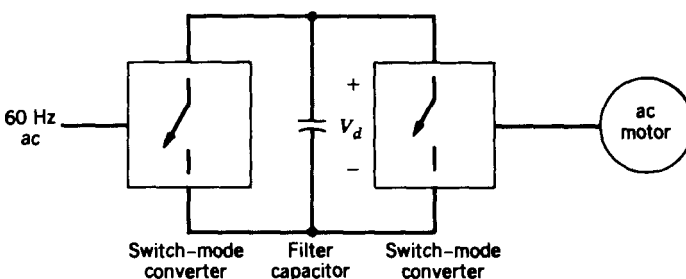 60 Hz
ac
+
V_d
−
ac
motor
Switch-mode
converter
Filter
capacitor
Switch-mode
converter